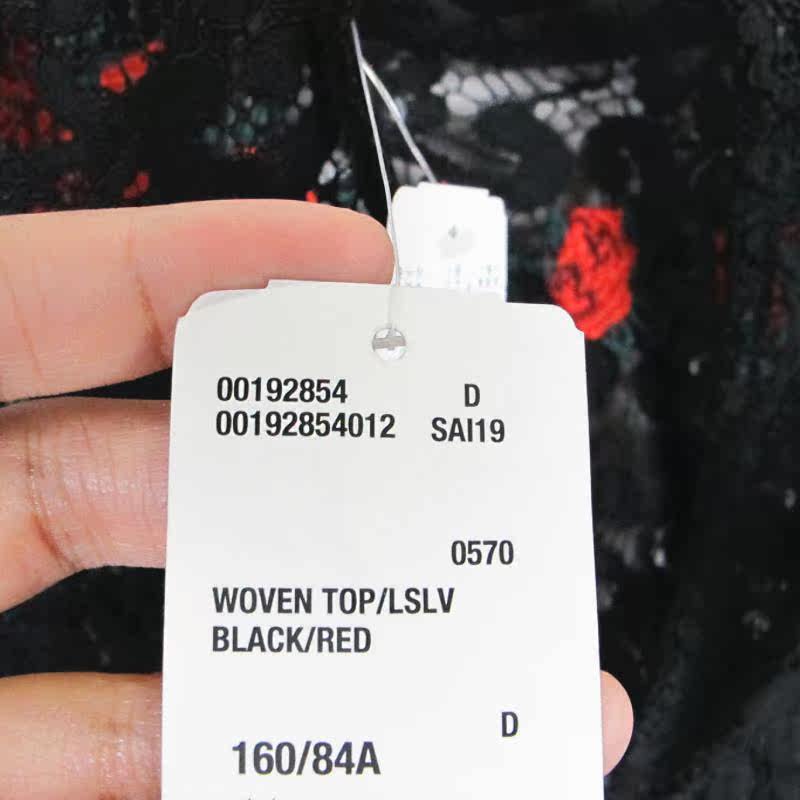 00192854 D
00192854012 SAI19
0570
WOVEN TOP/LSLV
BLACK/RED
D
160/84A